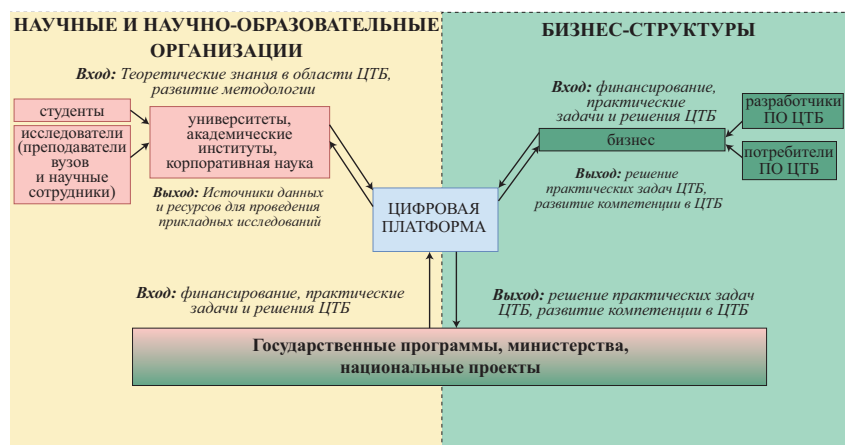 НАУЧНЫЕ И НАУЧНО-ОБРАЗОВАТЕЛЬНЫЕ
ОРГАНИЗАЦИИ
Вход: Теоретические знания в области ЦТБ,
развитие методологии
студенты
исследователи
(преподаватели
вузов
и научные
сотрудники)
университеты,
академические
институты,
корпоративная наука
Выход: Источники данных
и ресурсов для проведения
прикладных исследований
ЦИФРОВАЯ
ПЛАТФОРМА
БИЗНЕС-СТРУКТУРЫ
Вход: финансирование,
практические
задачи и решения ЦТБ
бизнес
разработчики
ПО ЦТБ
потребители
ПО ЦТБ
Выход: решение
практических задач ЦТБ,
развитие компетенции в ЦТБ
Вход: финансирование, практические
задачи и решения ЦТБ
Выход: решение практических задач
ЦТБ, развитие компетенции в ЦТБ
Государственные программы, министерства,
национальные проекты